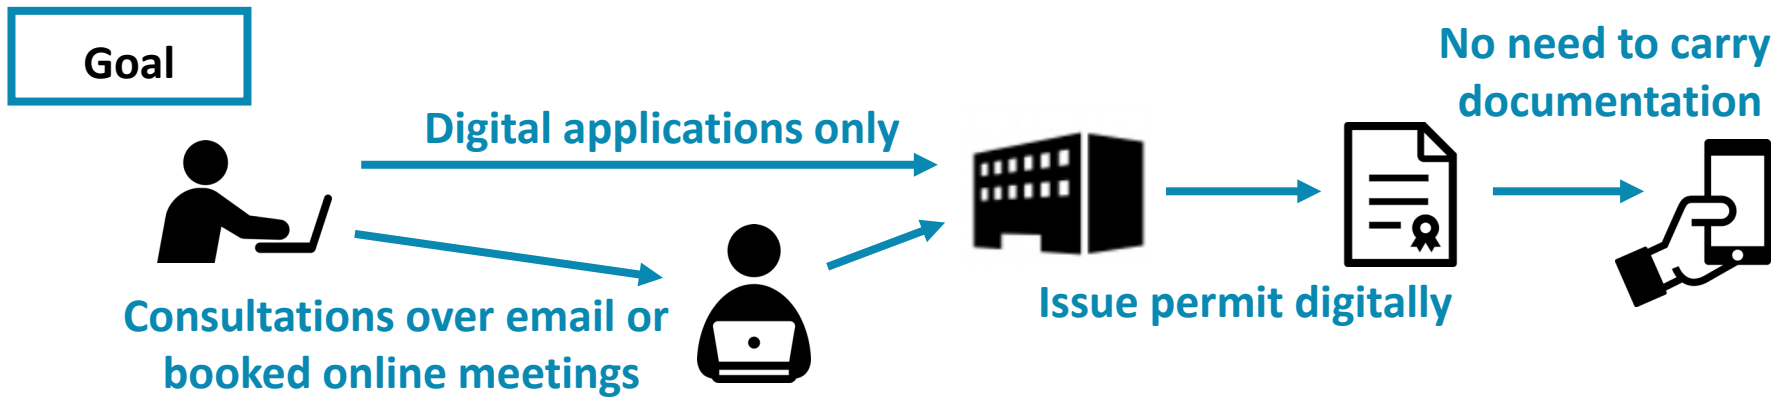 Goal
Digital applications only
No need to carry
documentation
Consultations over email or
booked online meetings
Issue permit digitally